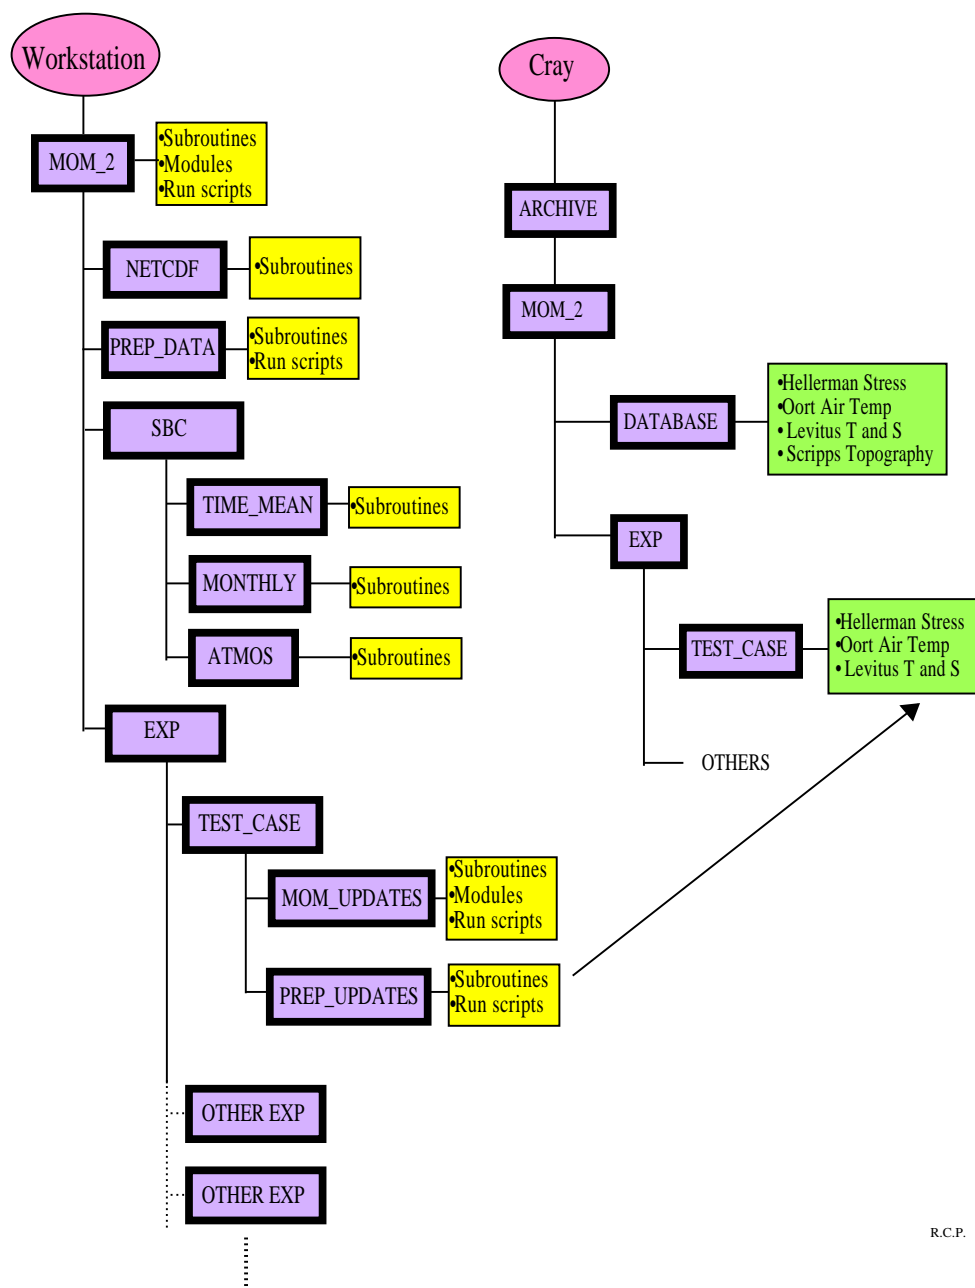 Workstation
MOM_2
•Subroutines
•Modules
•Run scripts
NETCDF
•Subroutines
PREP_DATA
•Subroutines
•Run scripts
SBC
TIME_MEAN
•Subroutines
MONTHLY
•Subroutines
ATMOS
•Subroutines
EXP
TEST_CASE
MOM_UPDATES
•Subroutines
•Modules
•Run scripts
PREP_UPDATES
•Subroutines
•Run scripts
OTHER EXP
OTHER EXP
Cray
ARCHIVE
MOM_2
DATABASE
•Hellerman Stress
•Oort Air Temp
• Levitus T and S
• Scripps Topography
EXP
TEST_CASE
•Hellerman Stress
•Oort Air Temp
• Levitus T and S
OTHERS
R.C.P.